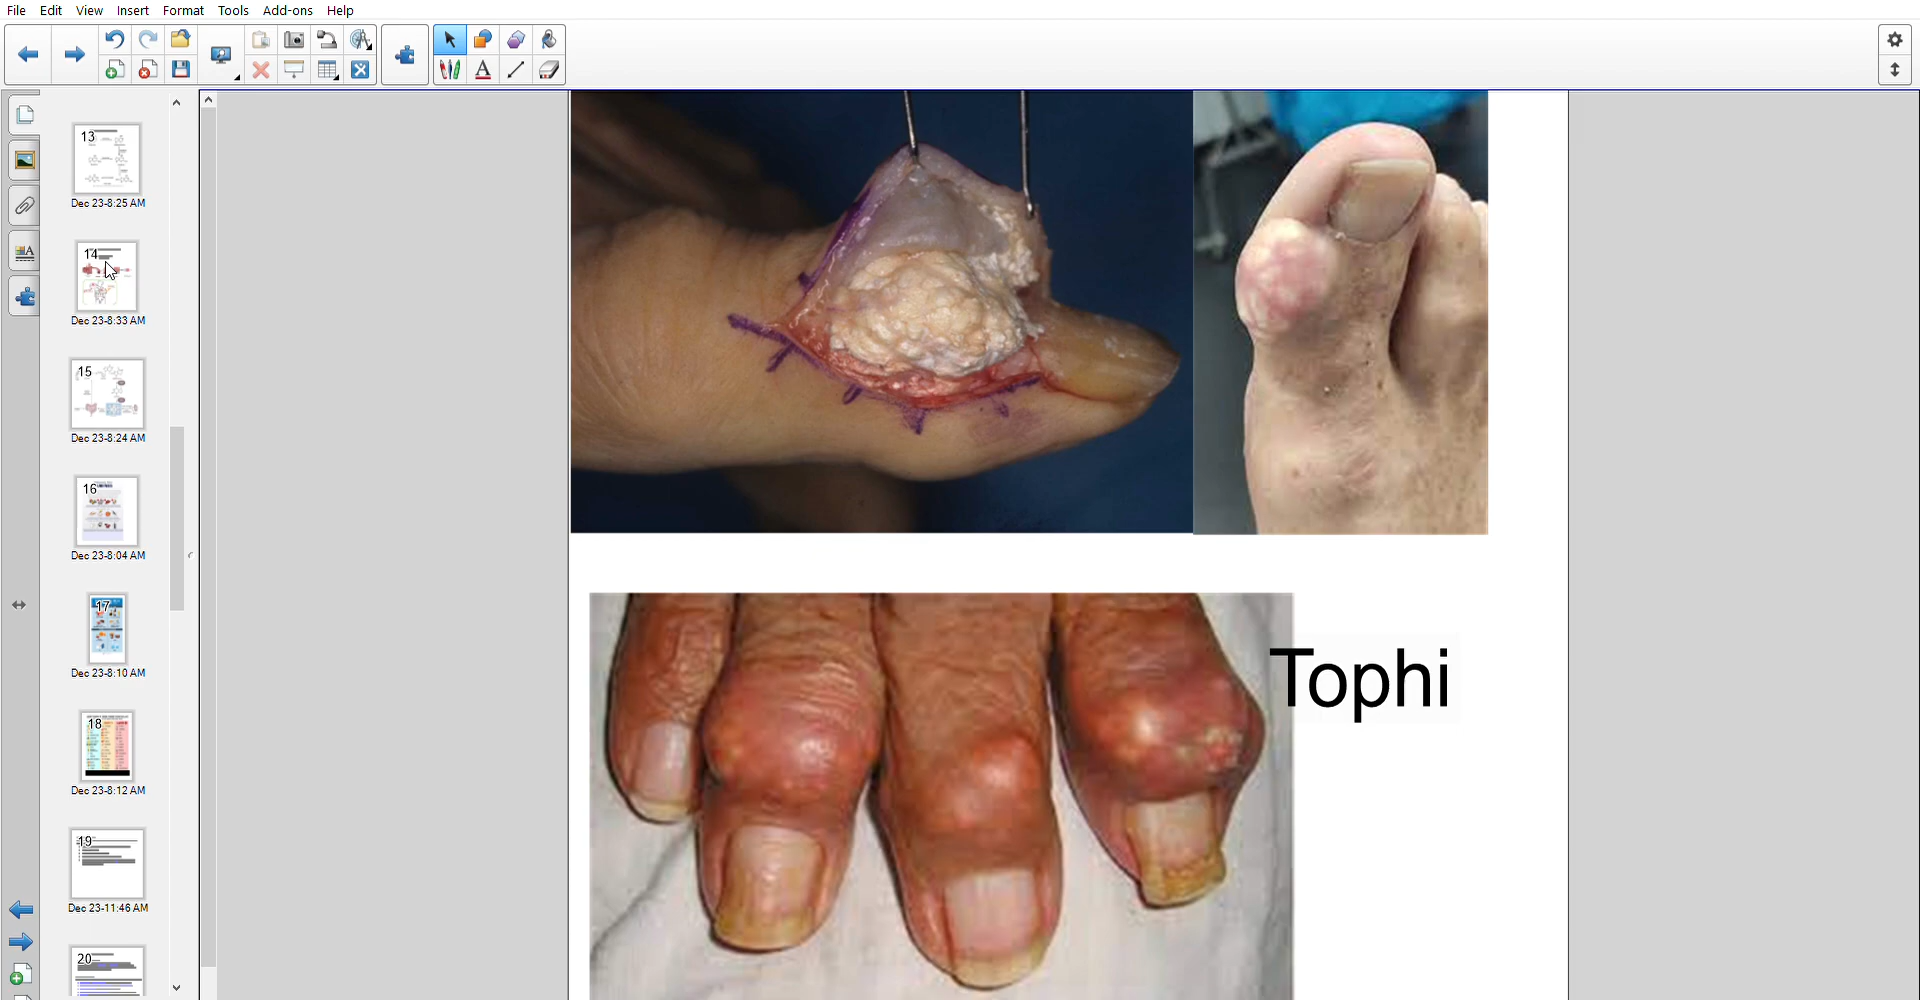 File Edit View Insert Format Tools Add-ons Help
13
Dec 23-8:25 AM
14
Dec 23-8:33 AM
15
Dec 23-8:24 AM
16
Dec 23-8:04 AM
17
Dec 23-8:10 AM
18
Dec 23-8:12 AM
19
Dec 23-11:46 AM
20
Tophi